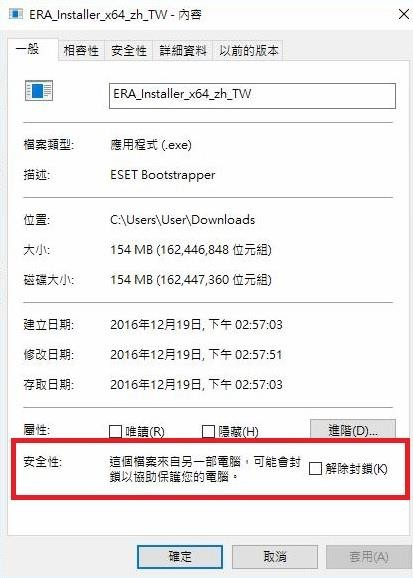 ERA_Installer_x64_zh_TW - 內容
一般 相容性 安全性 詳細資料 以前的版本
ERA_Installer_x64_zh_TW
檔案類型: 應用程式 (.exe)
描述: ESET Bootstrapper
位置: C:\Users\User\Downloads
大小: 154 MB (162,446,848 位元組)
磁碟大小: 154 MB (162,447,360 位元組)
建立日期: 2016年12月19日, 下午 02:57:03
修改日期: 2016年12月19日, 下午 02:57:51
存取日期: 2016年12月19日, 下午 02:57:03
屬性: 唯讀(R) 隱藏(H) 進階(D)...
安全性: 這個檔案來自另一部電腦，可能會封
鎖以協助保護您的電腦。 解除封鎖(K)
確定 取消 套用(A)